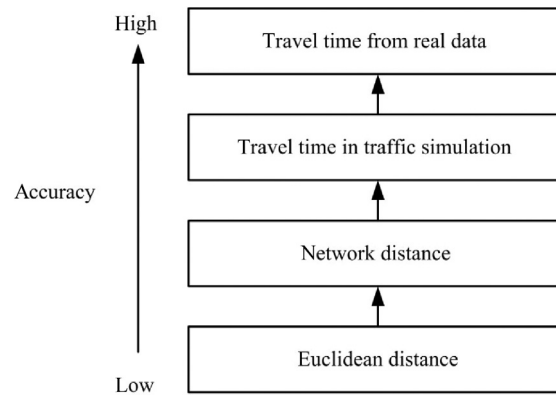 High
Travel time from real data
Travel time in traffic simulation
Accuracy
Network distance
Euclidean distance
Low